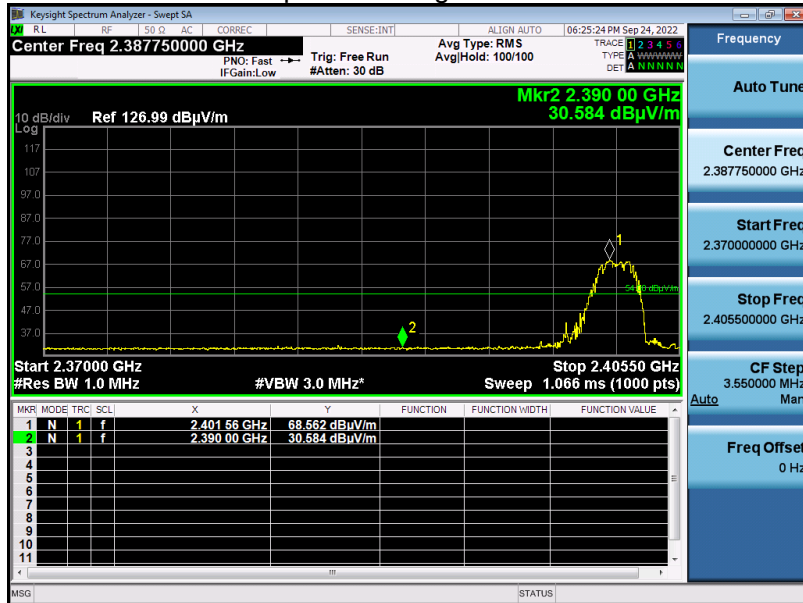 Keysight Spectrum Analyzer - Swept SA
LXI RL RF 50 Ω AC CORREC SENSE:INT ALIGN AUTO 06:25:24 PM Sep 24, 2022
Center Freq 2.387750000 GHz
PNO: Fast
IFGain:Low
Trig: Free Run
#Atten: 30 dB
Avg Type: RMS
Avg|Hold: 100/100
TRACE 1 2 3 4 5 6
TYPE A WWWWW
DET A N N N N N
Mkr2 2.390 00 GHz
30.584 dBµV/m
10 dB/div Ref 126.99 dBµV/m
Log
117
107
97.0
87.0
77.0
67.0
57.0
47.0
37.0
1
2
Start 2.37000 GHz Stop 2.40550 GHz
#Res BW 1.0 MHz #VBW 3.0 MHz* Sweep 1.066 ms (1000 pts)
MKR MODE TRC SCL X Y FUNCTION FUNCTION WIDTH FUNCTION VALUE
1 N 1 f 2.401 56 GHz 68.562 dBµV/m
2 N 1 f 2.390 00 GHz 30.584 dBµV/m
3
4
5
6
7
8
9
10
11
MSG STATUS
Frequency
Auto Tune
Center Freq
2.387750000 GHz
Start Freq
2.370000000 GHz
Stop Freq
2.405500000 GHz
CF Step
3.550000 MHz
Auto Man
Freq Offset
0 Hz